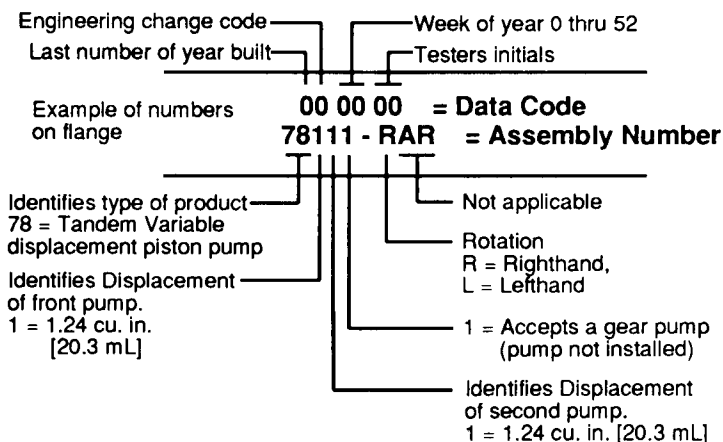 Engineering change code
Week of year 0 thru 52
Last number of year built
Testers initials
Example of numbers
on flange
00 00 00 = Data Code
78111 - RAR = Assembly Number
Identifies type of product
78 = Tandem Variable
displacement piston pump
Not applicable
Rotation
R = Righthand,
L = Lefthand
Identifies Displacement
of front pump.
1 = 1.24 cu. in.
[20.3 mL]
1 = Accepts a gear pump
(pump not installed)
Identifies Displacement
of second pump.
1 = 1.24 cu. in. [20.3 mL]